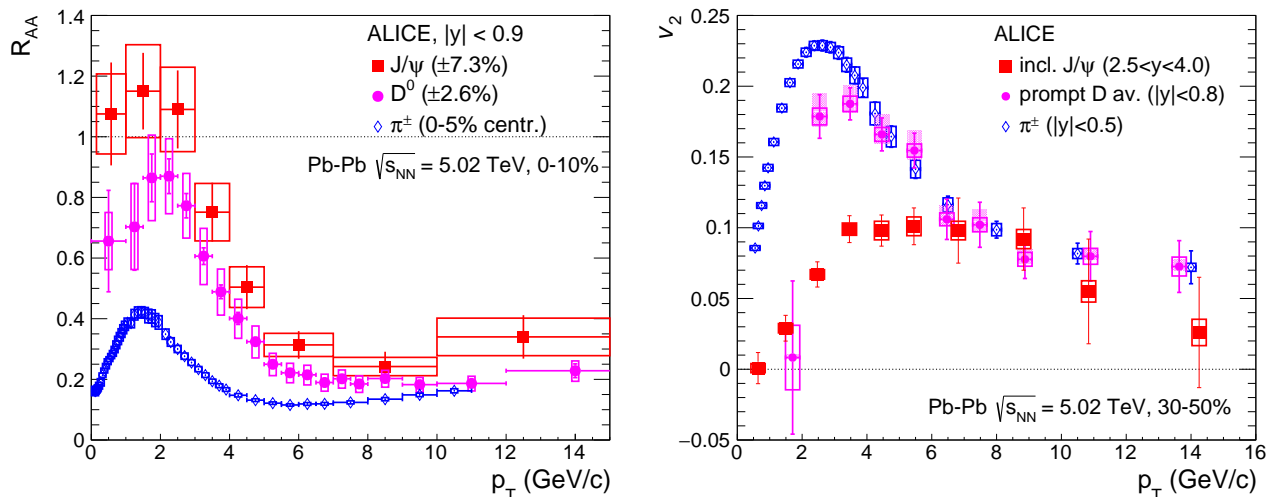 R_AA
1.4
1.2
1
0.8
0.6
0.4
0.2
0
0 2 4 6 8 10 12 14
p_T (GeV/c)
ALICE, |y| < 0.9
J/ψ (±7.3%)
D⁰ (±2.6%)
π± (0-5% centr.)
Pb-Pb √s_NN = 5.02 TeV, 0-10%
v₂
0.25
0.2
0.15
0.1
0.05
0
−0.05
0 2 4 6 8 10 12 14 16
p_T (GeV/c)
ALICE
incl. J/ψ (2.5<y<4.0)
prompt D av. (|y|<0.8)
π± (|y|<0.5)
Pb-Pb √s_NN = 5.02 TeV, 30-50%